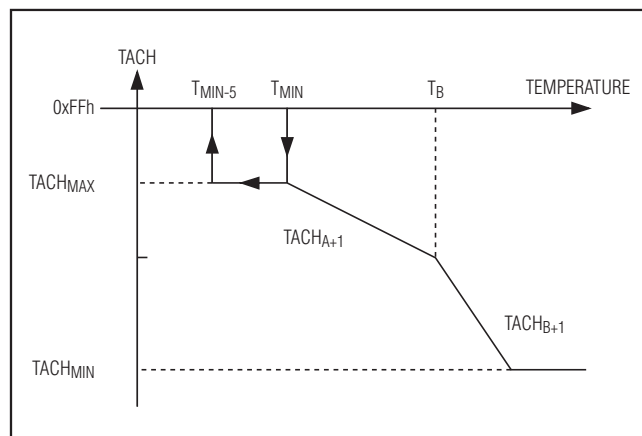 TACH
TMIN-5 TMIN TB TEMPERATURE
0xFFh
TACHMAX
TACHA+1
TACHB+1
TACHMIN